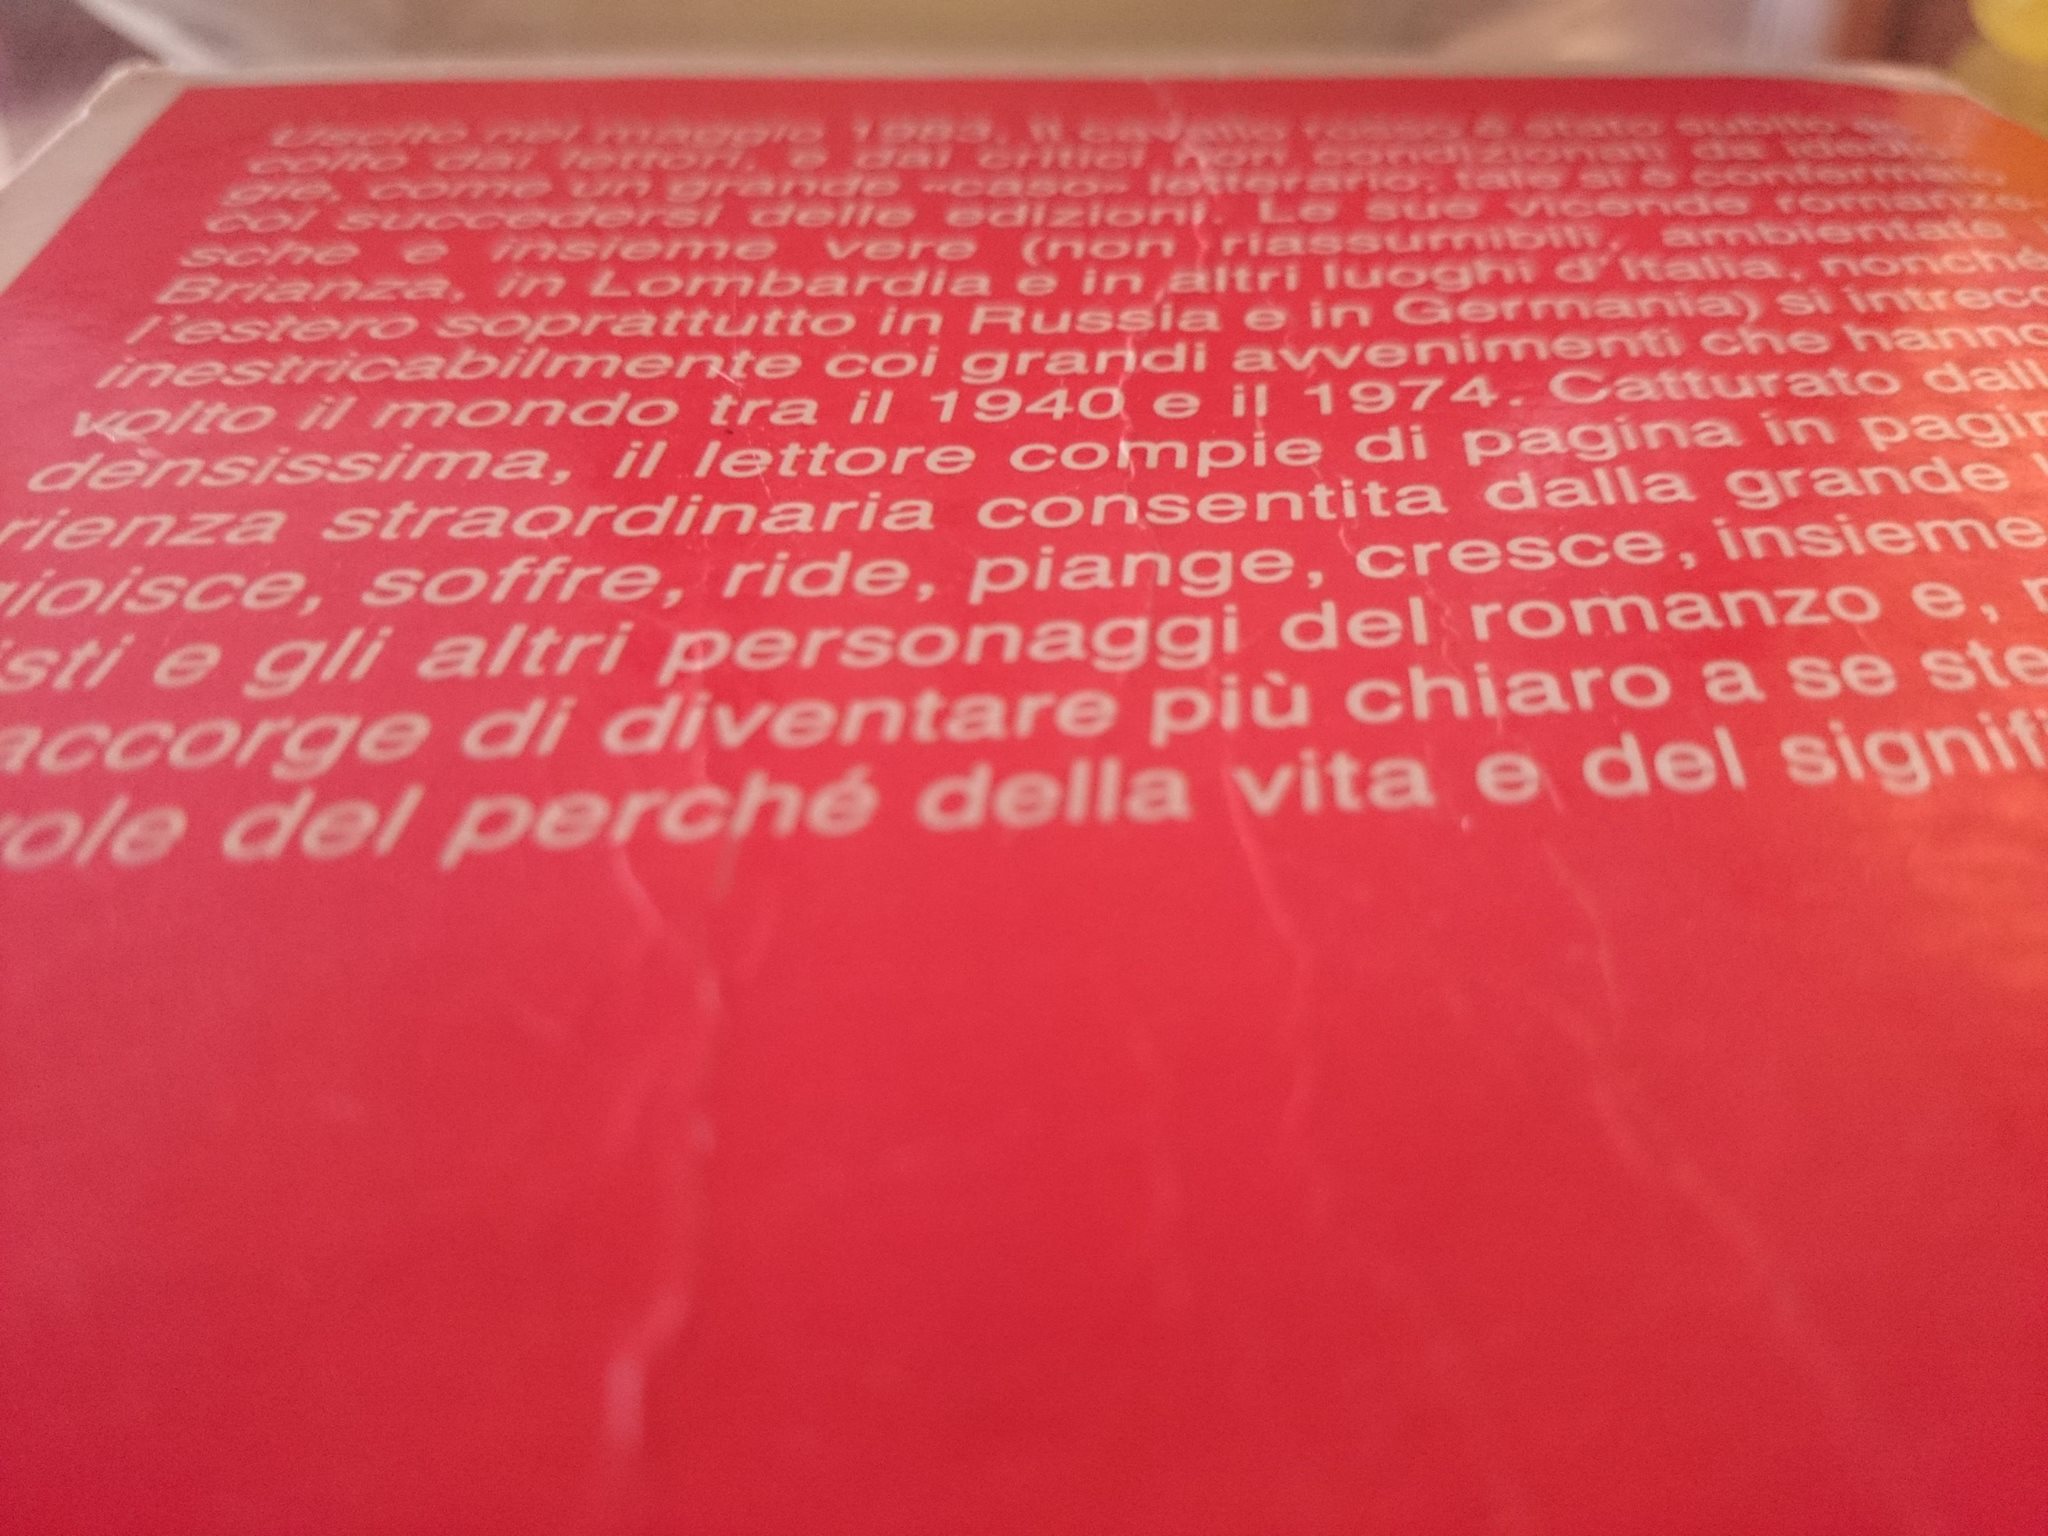 Uscito nel maggio 1983, Il cavallo rosso è stato subito ac-
colto dai lettori, e dai critici non condizionati da ideolo-
gie, come un grande «caso» letterario; tale si è confermato
col succedersi delle edizioni. Le sue vicende romanze-
sche e insieme vere (non riassumibili, ambientate
Brianza, in Lombardia e in altri luoghi d'Italia, nonché
l'estero soprattutto in Russia e in Germania) si intrecc
inestricabilmente coi grandi avvenimenti che hanno
volto il mondo tra il 1940 e il 1974. Catturato dall
densissima, il lettore compie di pagina in pagin
rienza straordinaria consentita dalla grande
gioisce, soffre, ride, piange, cresce, insieme
isti e gli altri personaggi del romanzo e,
accorge di diventare più chiaro a se ste
vole del perché della vita e del signifi